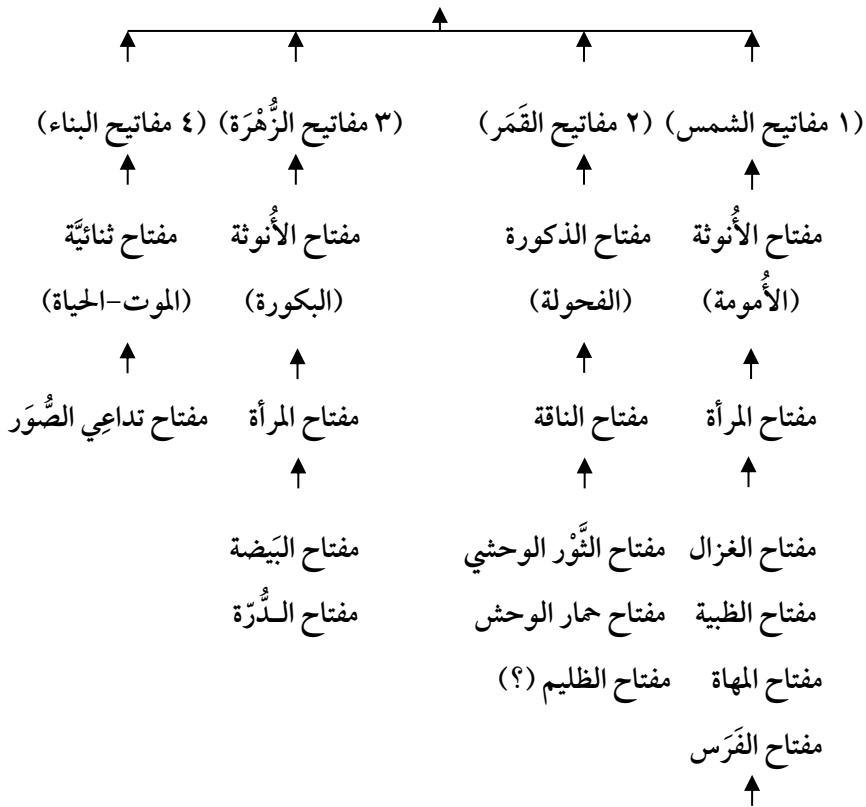 (١ مفاتيح الشمس) (٢ مفاتيح القَمَر) (٣ مفاتيح الزُّهْرَة) (٤ مفاتيح البناء)
مفتاح الأُنوثة مفتاح الذكورة مفتاح الأُنوثة مفتاح ثنائيَّة
(الأُمومة) (الفحولة) (البكورة) (الموت-الحياة)
مفتاح المرأة مفتاح الناقة مفتاح المرأة مفتاح تداعِي الصُّوَر
مفتاح الغزال مفتاح الثَّوْر الوحشي مفتاح البَيضة
مفتاح الظبية مفتاح حمار الوحش مفتاح الــدُّرّة
مفتاح المهاة مفتاح الظليم (؟)
مفتاح الفَرَس